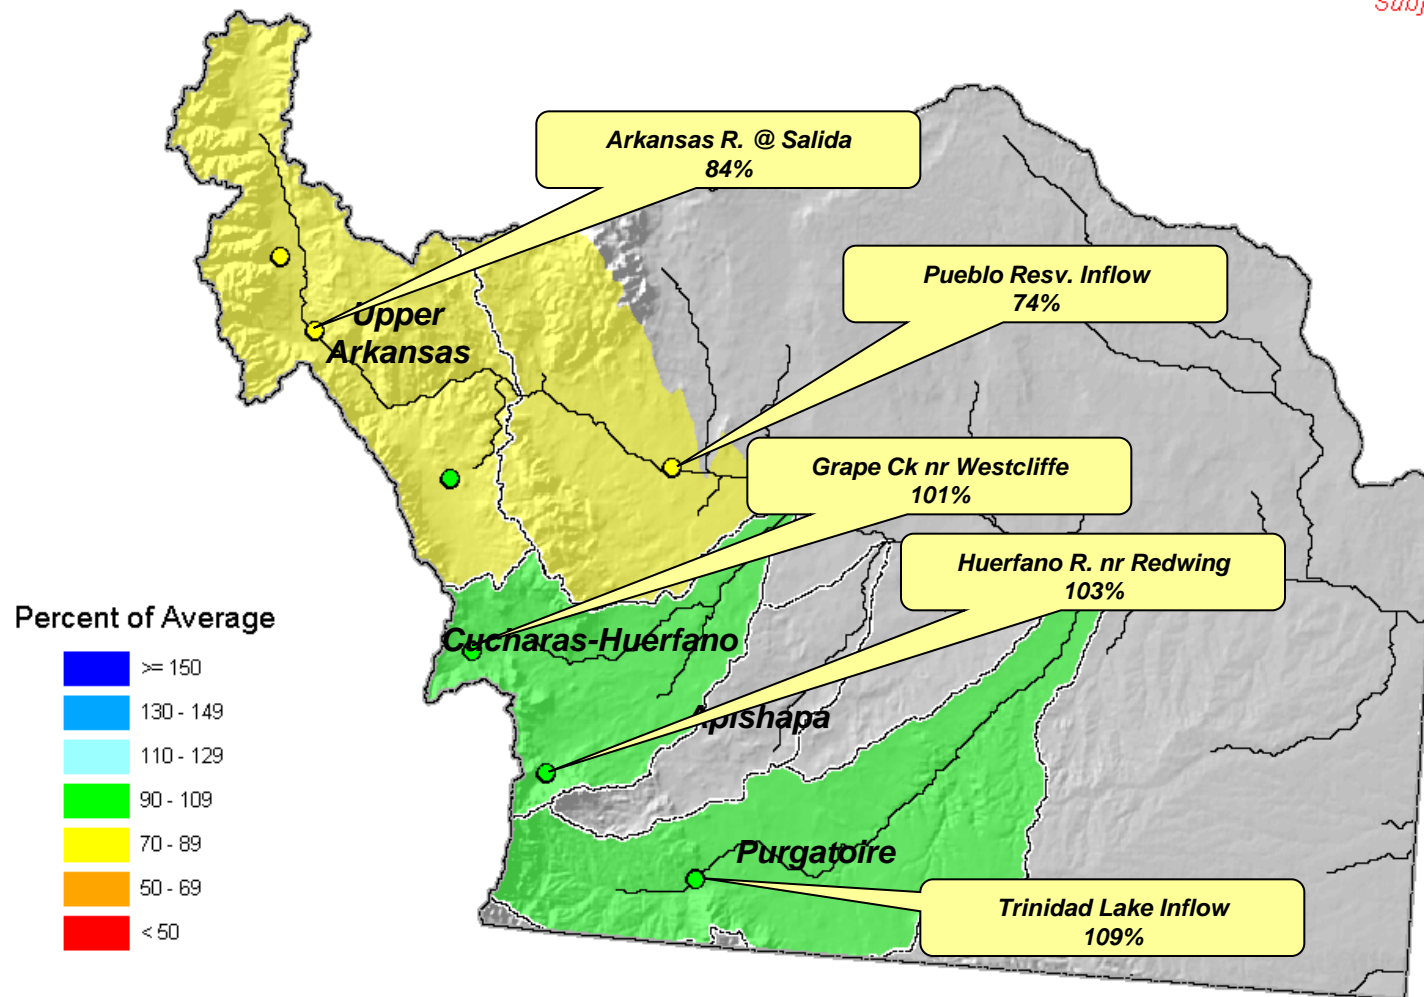 Subj
Arkansas R. @ Salida
84%
Pueblo Resv. Inflow
74%
Upper
Arkansas
Grape Ck nr Westcliffe
101%
Huerfano R. nr Redwing
103%
Percent of Average
>= 150
130 - 149
110 - 129
90 - 109
70 - 89
50 - 69
< 50
Cucharas-Huerfano
Apishapa
Purgatoire
Trinidad Lake Inflow
109%